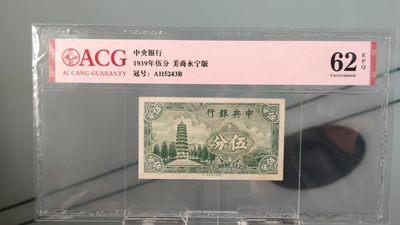 ACG
AI CANG GUARANTY
中央银行
1939年伍分 美商永宁版
冠号: A115243B
62
EPQ
Uncirculated
行銀央中
分伍